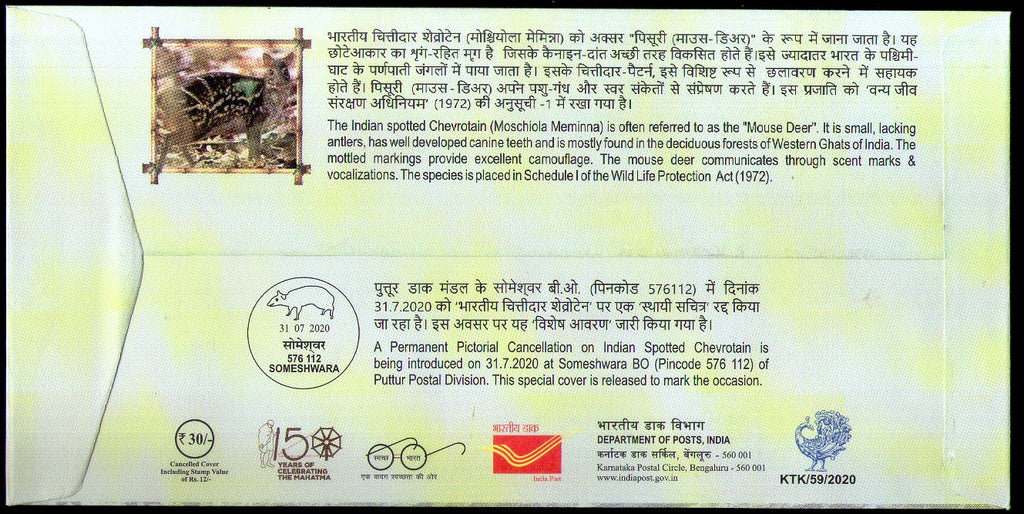 भारतीय चित्तीदार शेव्रोटेन (मोश्चियोला मेमिन्ना) को अक्सर "पिसूरी (माउस-डिअर)" के रूप में जाना जाता है। यह
छोटेआकार का शृंग-रहित मृग है जिसके कैनाइन-दांत अच्छी तरह विकसित होते हैं।इसे ज्यादातर भारत के पश्चिमी-
घाट के पर्णपाती जंगलों में पाया जाता है। इसके चित्तीदार-पैटर्न, इसे विशिष्ट रूप से छलावरण करने में सहायक
होते हैं। पिसूरी (माउस - डिअर) अपने पशु-गंध और स्वर संकेतों से संप्रेषण करते हैं। इस प्रजाति को 'वन्य जीव
संरक्षण अधिनियम' (1972) की अनुसूची -1 में रखा गया है।
The Indian spotted Chevrotain (Moschiola Meminna) is often referred to as the "Mouse Deer". It is small, lacking
antlers, has well developed canine teeth and is mostly found in the deciduous forests of Western Ghats of India. The
mottled markings provide excellent camouflage. The mouse deer communicates through scent marks &
vocalizations. The species is placed in Schedule I of the Wild Life Protection Act (1972).
पुत्तूर डाक मंडल के सोमेश्वर बी.ओ. (पिनकोड 576112) में दिनांक
31.7.2020 को 'भारतीय चित्तीदार शेव्रोटेन' पर एक 'स्थायी सचित्र' रद्द किया
जा रहा है। इस अवसर पर यह 'विशेष आवरण' जारी किया गया है।
A Permanent Pictorial Cancellation on Indian Spotted Chevrotain is
being introduced on 31.7.2020 at Someshwara BO (Pincode 576 112) of
Puttur Postal Division. This special cover is released to mark the occasion.
31 07 2020
सोमेश्वर
576 112
SOMESHWARA
₹ 30/-
Cancelled Cover
Including Stamp Value
of Rs. 12/-
150
YEARS OF
CELEBRATING
THE MAHATMA
स्वच्छ भारत
एक कदम स्वच्छता की ओर
भारतीय डाक
India Post
भारतीय डाक विभाग
DEPARTMENT OF POSTS, INDIA
कर्नाटक डाक सर्किल, बेंगलूरु - 560 001
Karnataka Postal Circle, Bengaluru - 560 001
www.indiapost.gov.in
KTK/59/2020